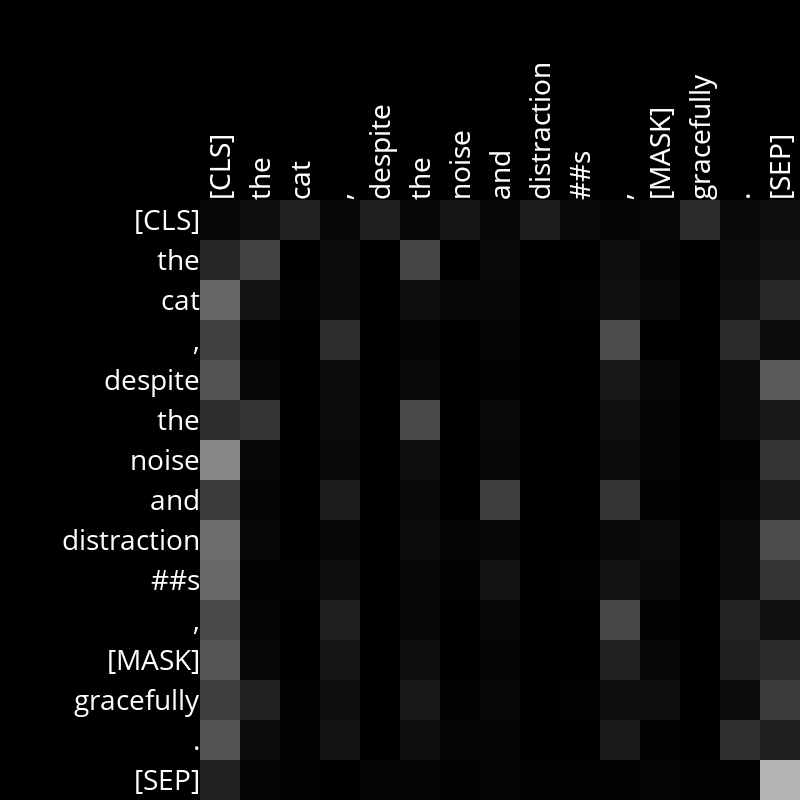 [CLS] the cat , despite the noise and distraction ##s , [MASK] gracefully . [SEP]
[CLS]
the
cat
,
despite
the
noise
and
distraction
##s
,
[MASK]
gracefully
.
[SEP]